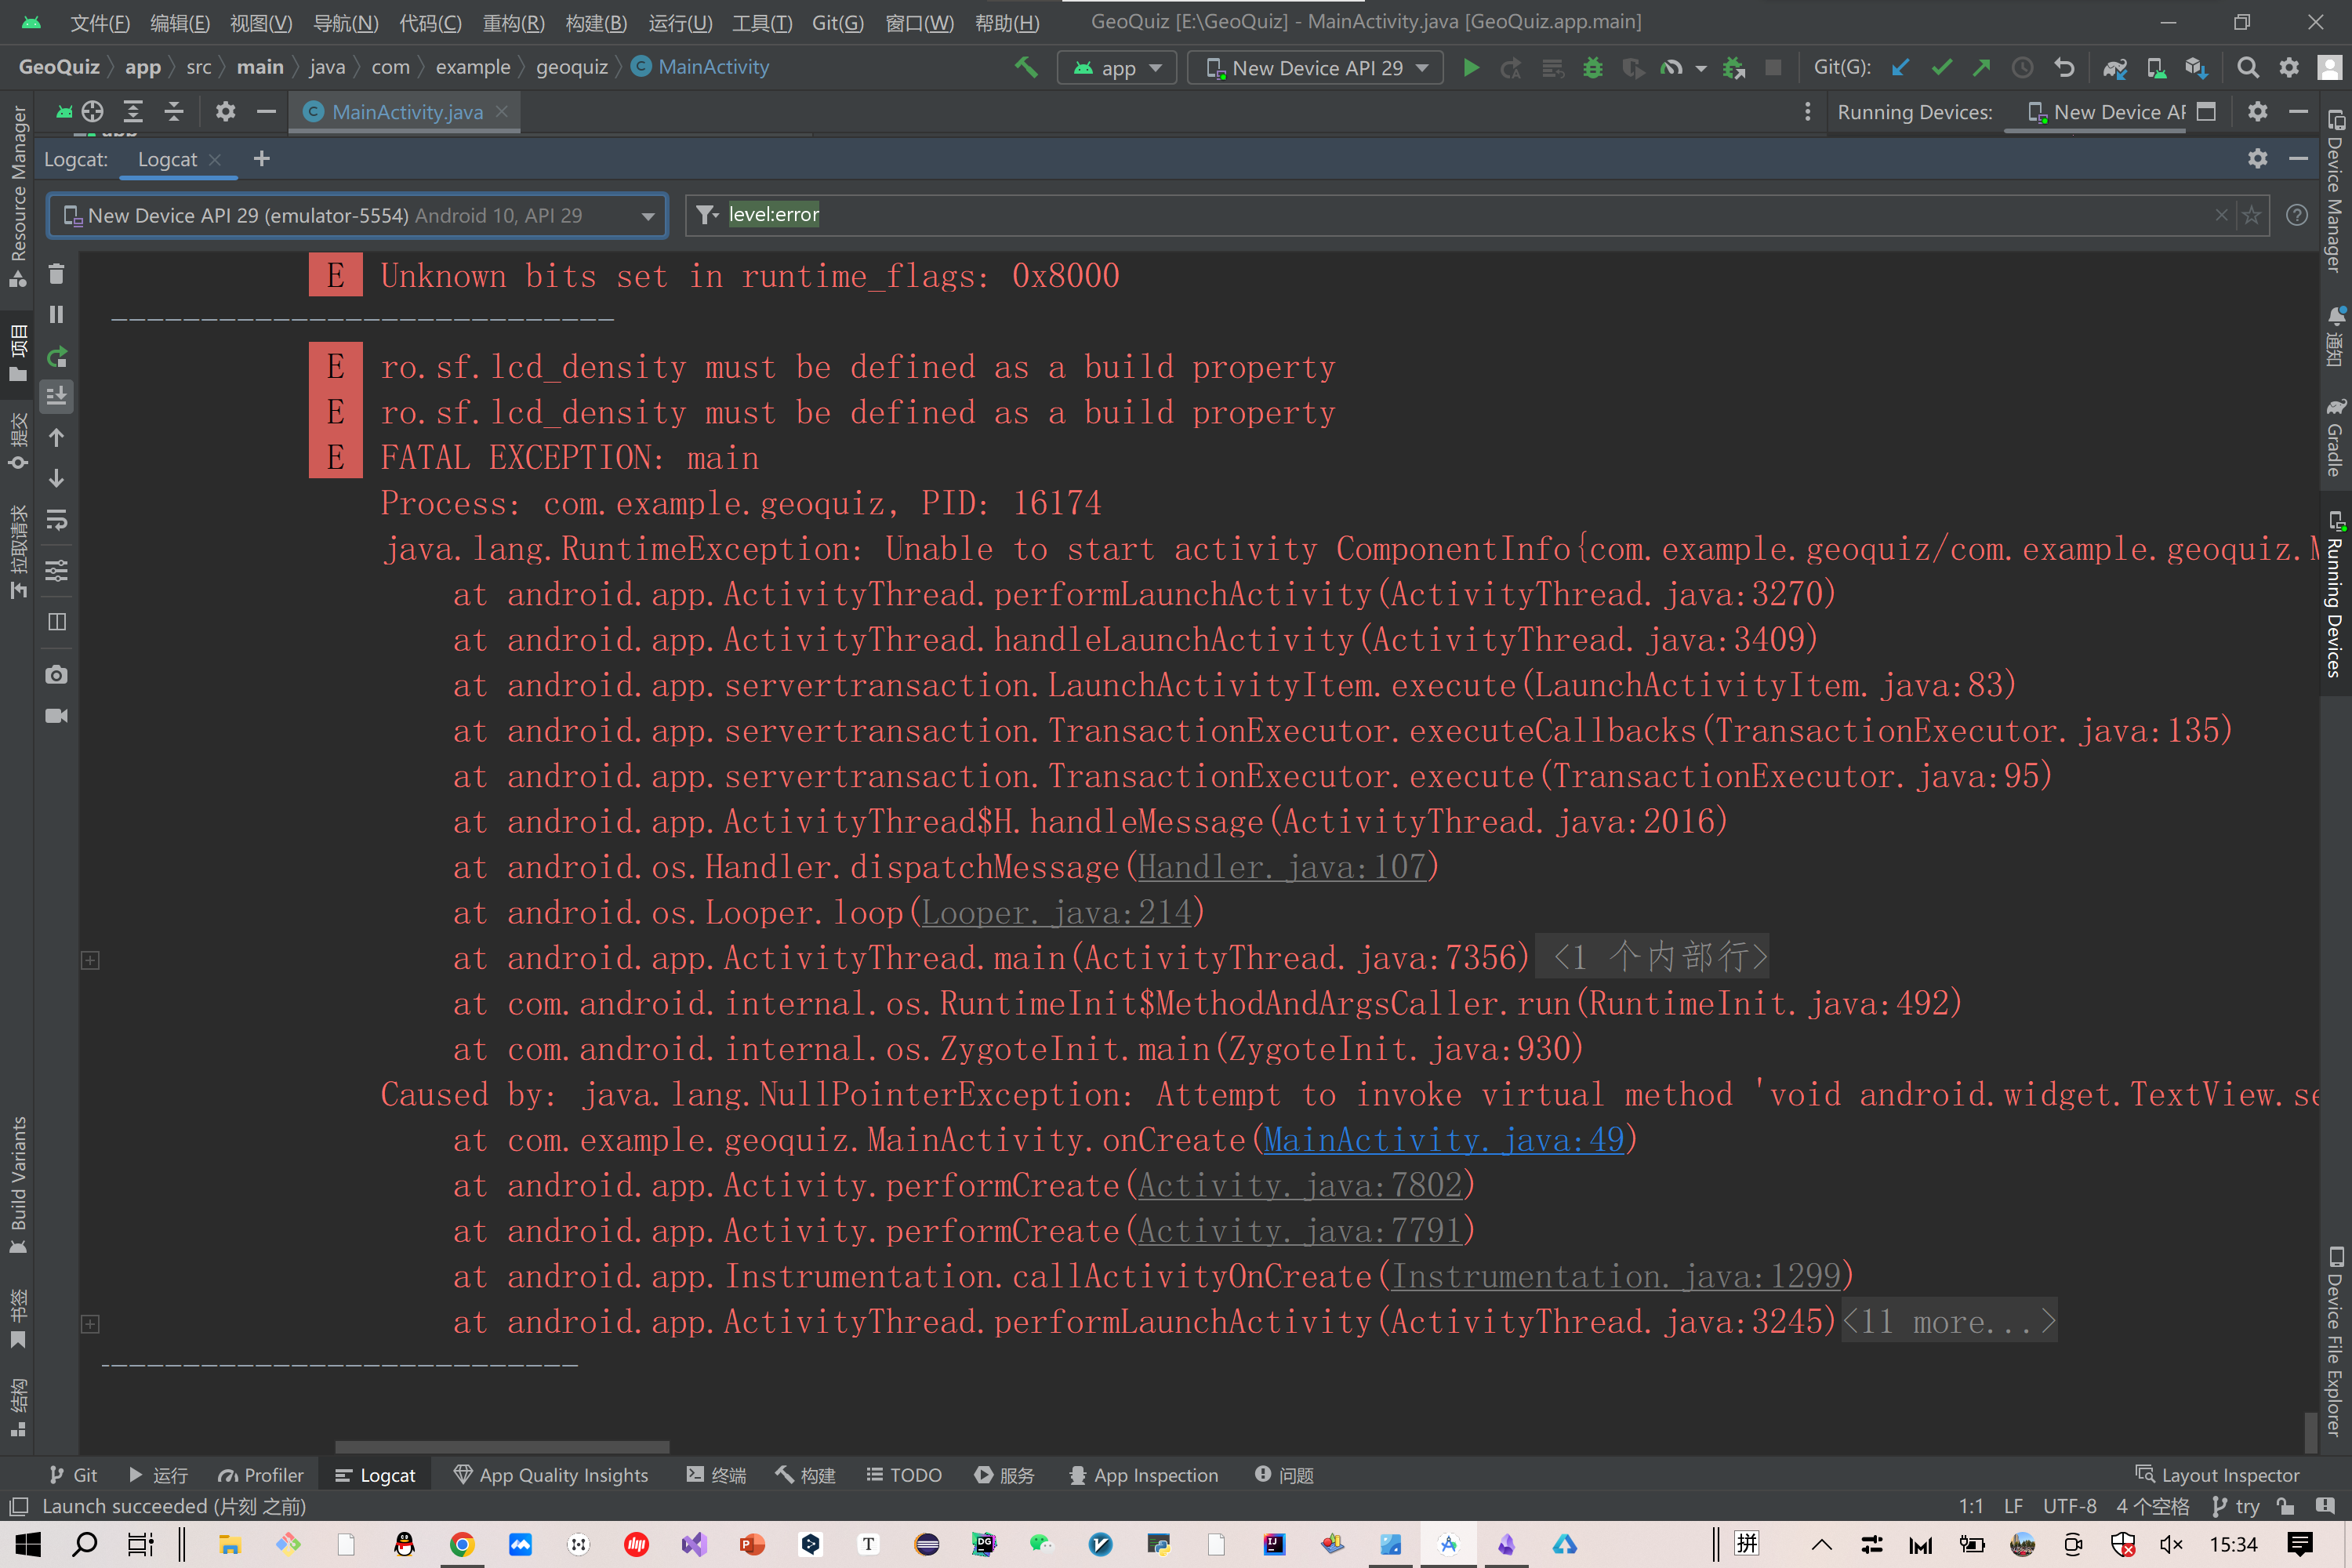 文件(F) 编辑(E) 视图(V) 导航(N) 代码(C) 重构(R) 构建(B) 运行(U) 工具(T) Git(G) 窗口(W) 帮助(H) GeoQuiz [E:\GeoQuiz] - MainActivity.java [GeoQuiz.app.main]
GeoQuiz app src main java com example geoquiz MainActivity app New Device API 29 Git(G):
MainActivity.java Running Devices: New Device AP
Logcat: Logcat
New Device API 29 (emulator-5554) Android 10, API 29 level:error
E Unknown bits set in runtime_flags: 0x8000
----------------------------
E ro.sf.lcd_density must be defined as a build property
E ro.sf.lcd_density must be defined as a build property
E FATAL EXCEPTION: main
Process: com.example.geoquiz, PID: 16174
java.lang.RuntimeException: Unable to start activity ComponentInfo{com.example.geoquiz/com.example.geoquiz.M
at android.app.ActivityThread.performLaunchActivity(ActivityThread.java:3270)
at android.app.ActivityThread.handleLaunchActivity(ActivityThread.java:3409)
at android.app.servertransaction.LaunchActivityItem.execute(LaunchActivityItem.java:83)
at android.app.servertransaction.TransactionExecutor.executeCallbacks(TransactionExecutor.java:135)
at android.app.servertransaction.TransactionExecutor.execute(TransactionExecutor.java:95)
at android.app.ActivityThread$H.handleMessage(ActivityThread.java:2016)
at android.os.Handler.dispatchMessage(Handler.java:107)
at android.os.Looper.loop(Looper.java:214)
at android.app.ActivityThread.main(ActivityThread.java:7356) <1 个内部行>
at com.android.internal.os.RuntimeInit$MethodAndArgsCaller.run(RuntimeInit.java:492)
at com.android.internal.os.ZygoteInit.main(ZygoteInit.java:930)
Caused by: java.lang.NullPointerException: Attempt to invoke virtual method 'void android.widget.TextView.se
at com.example.geoquiz.MainActivity.onCreate(MainActivity.java:49)
at android.app.Activity.performCreate(Activity.java:7802)
at android.app.Activity.performCreate(Activity.java:7791)
at android.app.Instrumentation.callActivityOnCreate(Instrumentation.java:1299)
at android.app.ActivityThread.performLaunchActivity(ActivityThread.java:3245)<11 more...>
---------------------------
Resource Manager
项目
提交
拉取请求
Build Variants
书签
结构
Device Manager
通知
Gradle
Running Devices
Device File Explorer
Git 运行 Profiler Logcat App Quality Insights 终端 构建 TODO 服务 App Inspection 问题 Layout Inspector
Launch succeeded (片刻 之前) 1:1 LF UTF-8 4 个空格 try
拼 15:34